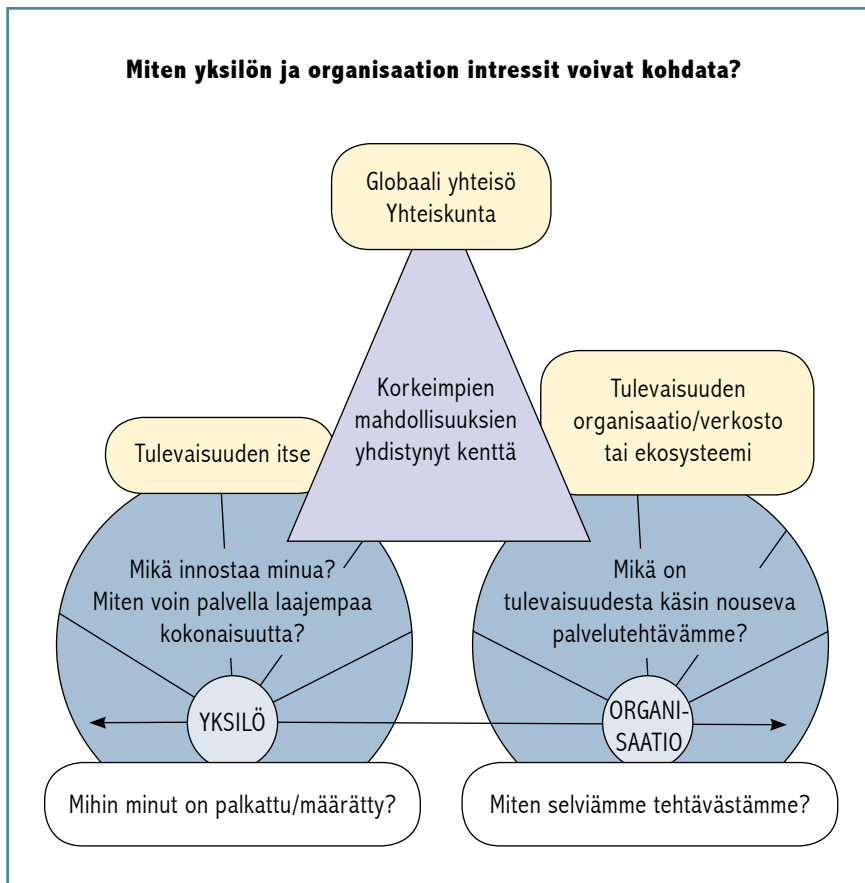 Miten yksilön ja organisaation intressit voivat kohdata?
Globaali yhteisö
Yhteiskunta
Korkeimpien
mahdollisuuksien
yhdistynyt kenttä
Tulevaisuuden itse
Tulevaisuuden
organisaatio/verkosto
tai ekosysteemi
Mikä innostaa minua?
Miten voin palvella laajempaa
kokonaisuutta?
Mikä on
tulevaisuudesta käsin nouseva
palvelutehtävämme?
YKSILÖ
ORGANI-
SAATIO
Mihin minut on palkattu/määrätty?
Miten selviämme tehtävästämme?